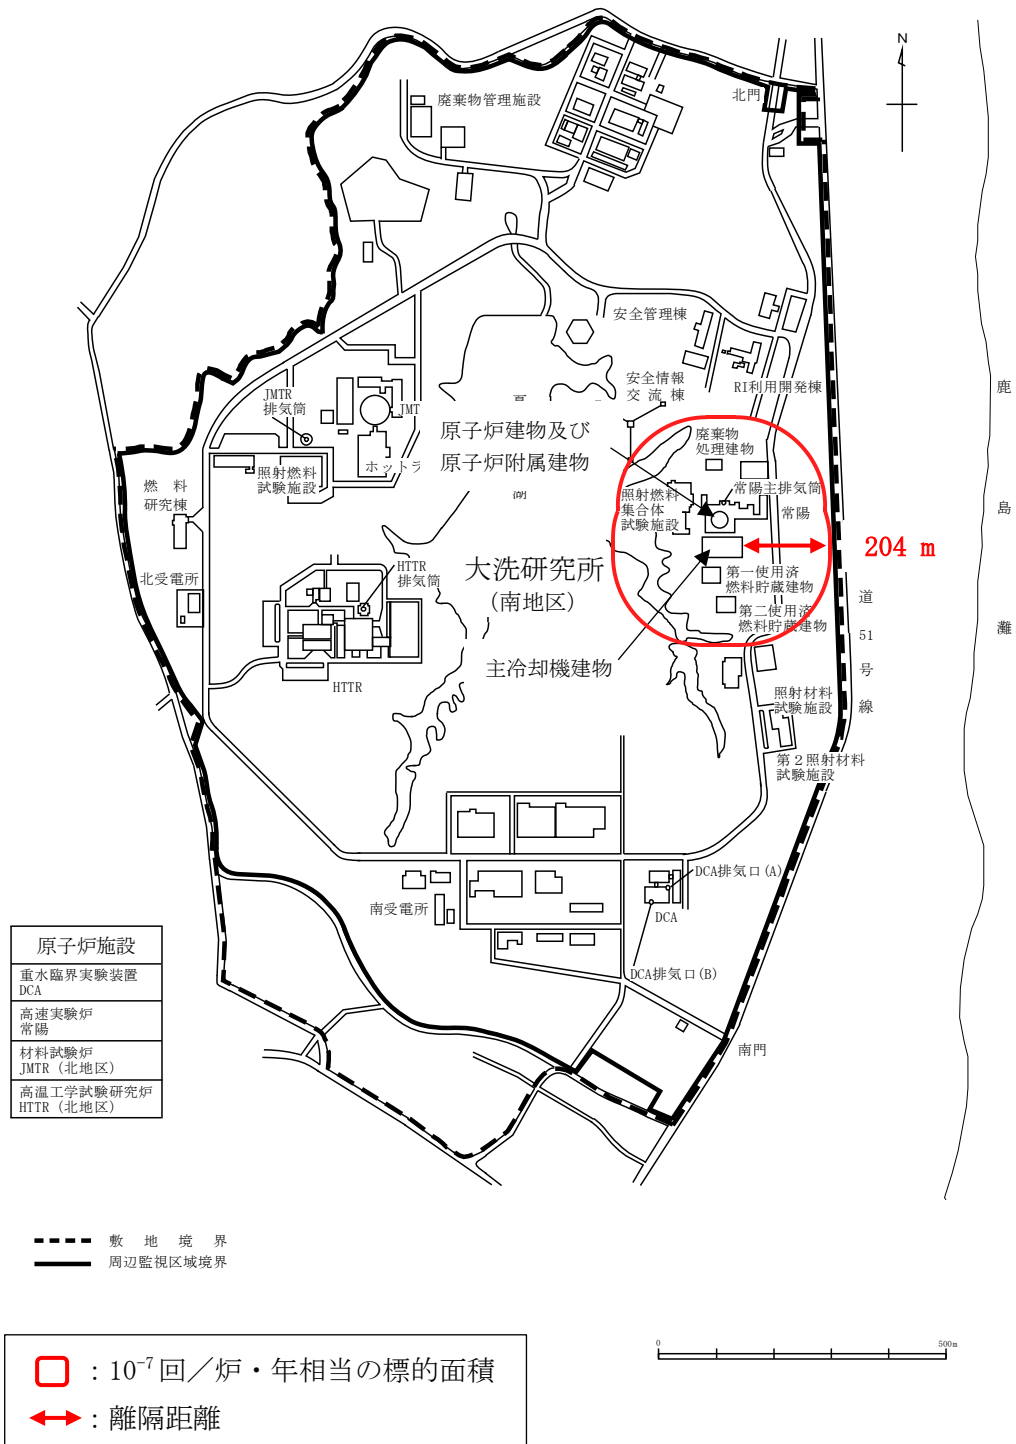 N
北門
廃棄物管理施設
安全管理棟
安全情報
交流棟
RI利用開発棟
鹿
島
灘
JMTR
排気筒
JMT
夏
湖
原子炉建物及び
原子炉附属建物
廃棄物
処理建物
ホットラ
照射燃料
試験施設
燃料
研究棟
照射燃料
集合体
試験施設
常陽主排気筒
常陽
204 m
北受電所
HTTR
排気筒
大洗研究所
(南地区)
第一使用済
燃料貯蔵建物
第二使用済
燃料貯蔵建物
道
51
号
線
主冷却機建物
HTTR
照射材料
試験施設
第2照射材料
試験施設
DCA排気口(A)
南受電所
DCA
DCA排気口(B)
南門
原子炉施設
重水臨界実験装置
DCA
高速実験炉
常陽
材料試験炉
JMTR (北地区)
高温工学試験研究炉
HTTR (北地区)
敷地境界
周辺監視区域境界
0 500m
:10⁻⁷回/炉・年相当の標的面積
:離隔距離